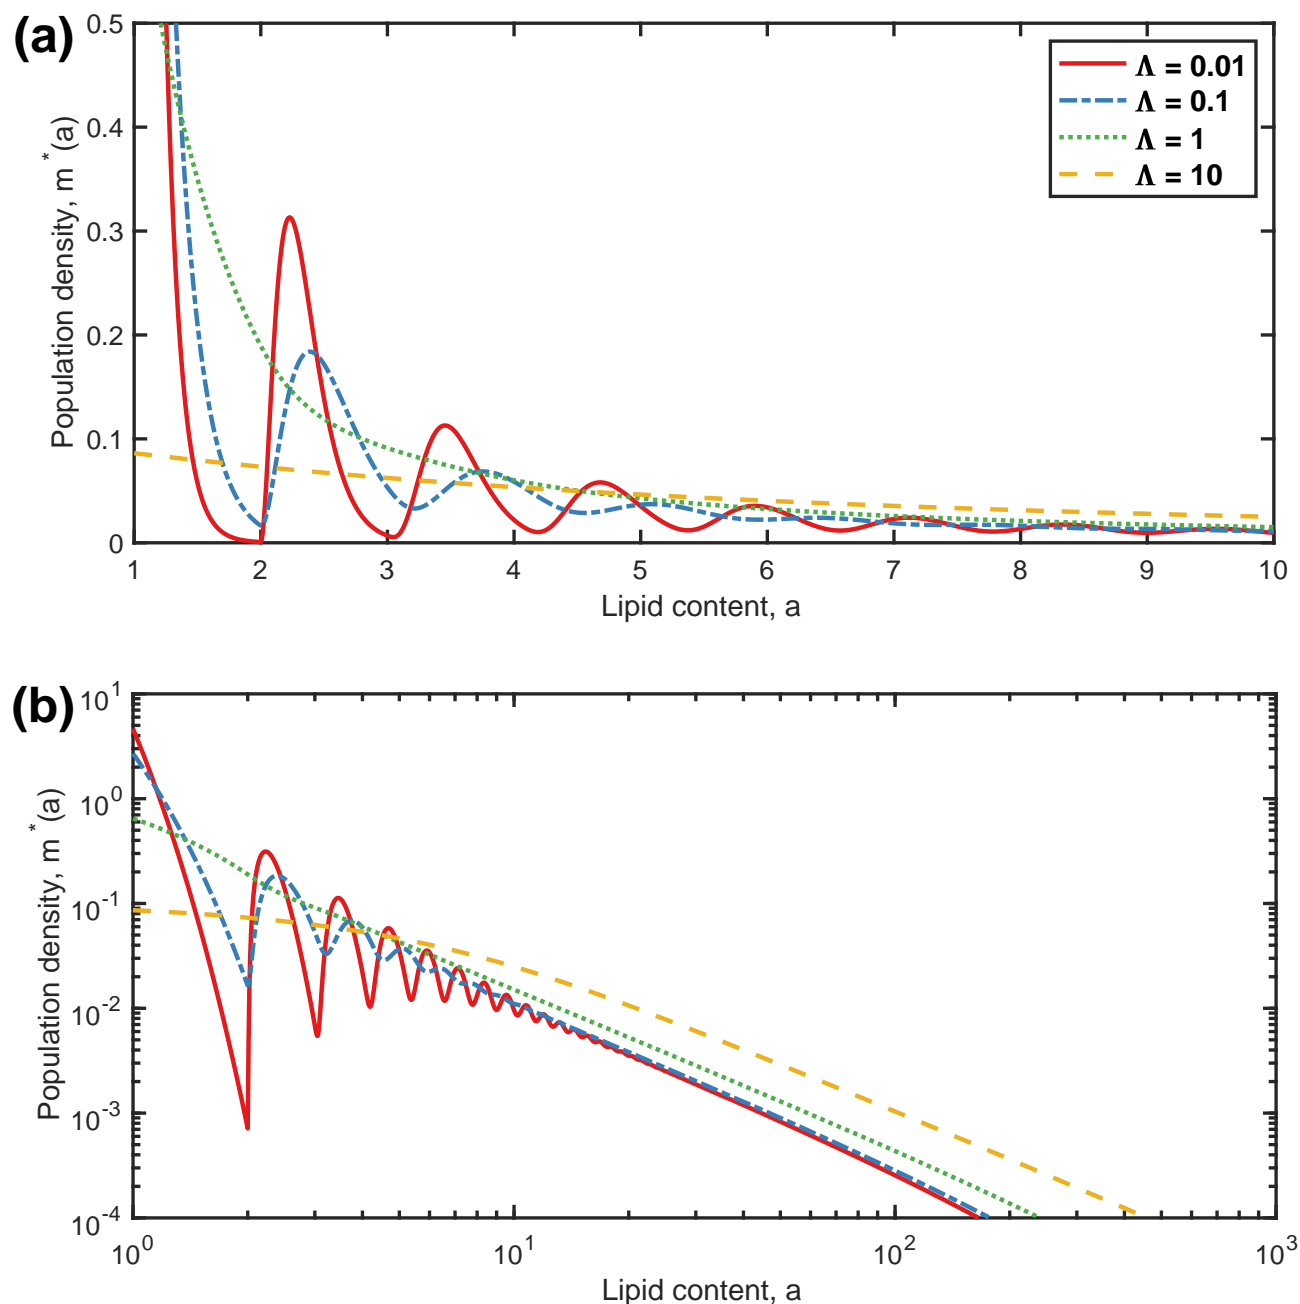 (a)
Population density, m*(a)
0.5
0.4
0.3
0.2
0.1
0
1 2 3 4 5 6 7 8 9 10
Lipid content, a
Λ = 0.01
Λ = 0.1
Λ = 1
Λ = 10
(b)
Population density, m*(a)
10^1
10^0
10^-1
10^-2
10^-3
10^-4
10^0 10^1 10^2 10^3
Lipid content, a